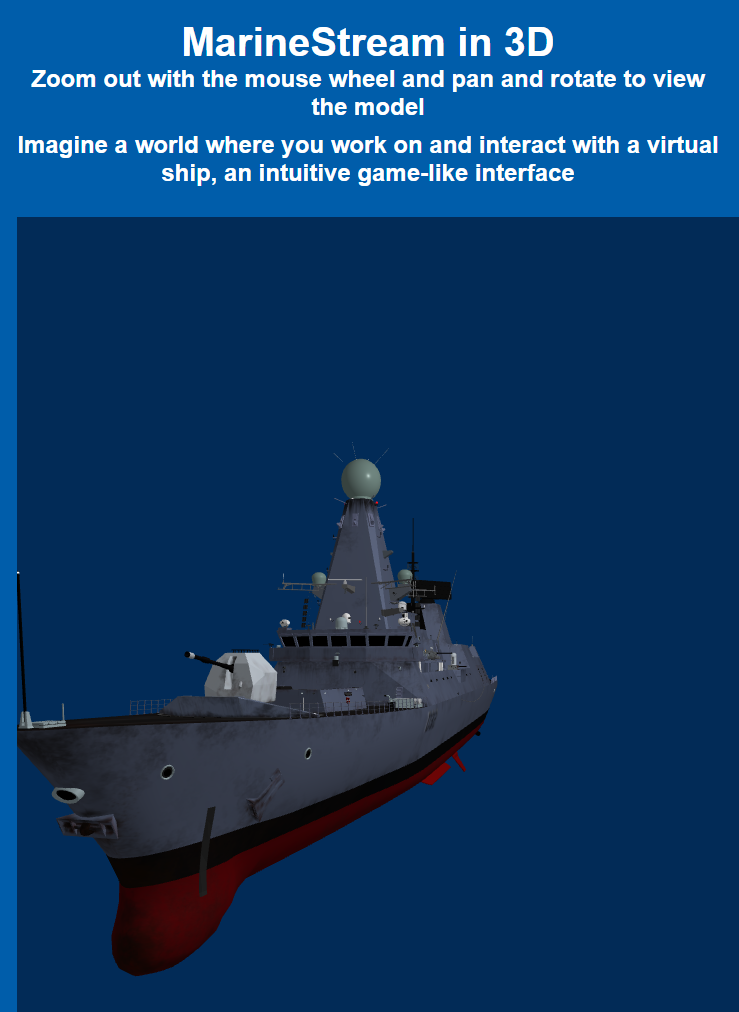 MarineStream in 3D
Zoom out with the mouse wheel and pan and rotate to view
the model
Imagine a world where you work on and interact with a virtual
ship, an intuitive game-like interface